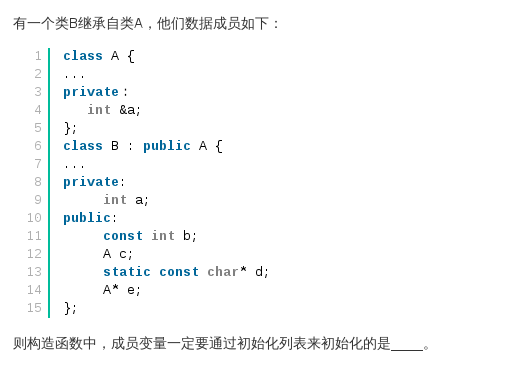 有一个类B继承自类A，他们数据成员如下：
1 class A {
2 ...
3 private：
4 int &a;
5 };
6 class B : public A {
7 ...
8 private:
9 int a;
10 public:
11 const int b;
12 A c;
13 static const char* d;
14 A* e;
15 };
则构造函数中，成员变量一定要通过初始化列表来初始化的是____。